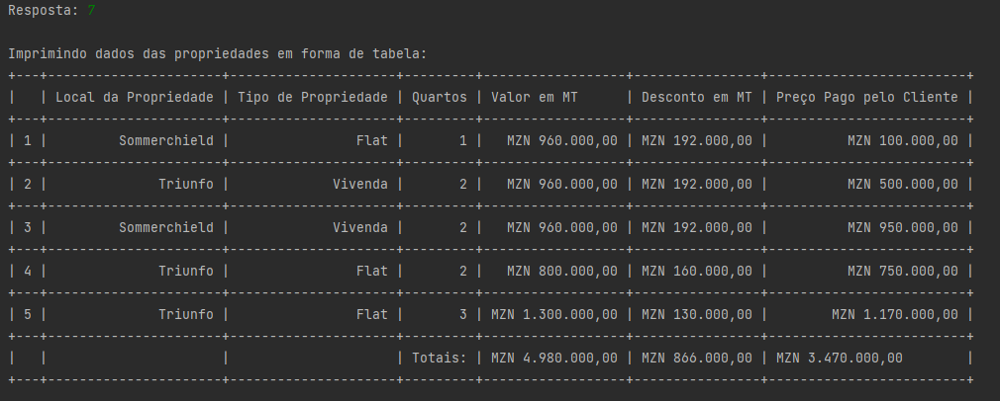 Resposta: 7
Imprimindo dados das propriedades em forma de tabela:
+---+----------------------+---------------------+---------+------------------+----------------+-------------------------+
|   | Local da Propriedade | Tipo de Propriedade | Quartos | Valor em MT      | Desconto em MT | Preço Pago pelo Cliente |
+---+----------------------+---------------------+---------+------------------+----------------+-------------------------+
| 1 |         Sommerchield |                Flat |       1 |   MZN 960.000,00 | MZN 192.000,00 |          MZN 100.000,00 |
+---+----------------------+---------------------+---------+------------------+----------------+-------------------------+
| 2 |              Triunfo |             Vivenda |       2 |   MZN 960.000,00 | MZN 192.000,00 |          MZN 500.000,00 |
+---+----------------------+---------------------+---------+------------------+----------------+-------------------------+
| 3 |         Sommerchield |             Vivenda |       2 |   MZN 960.000,00 | MZN 192.000,00 |          MZN 950.000,00 |
+---+----------------------+---------------------+---------+------------------+----------------+-------------------------+
| 4 |              Triunfo |                Flat |       2 |   MZN 800.000,00 | MZN 160.000,00 |          MZN 750.000,00 |
+---+----------------------+---------------------+---------+------------------+----------------+-------------------------+
| 5 |              Triunfo |                Flat |       3 | MZN 1.300.000,00 | MZN 130.000,00 |        MZN 1.170.000,00 |
+---+----------------------+---------------------+---------+------------------+----------------+-------------------------+
|   |                      |                     | Totais: | MZN 4.980.000,00 | MZN 866.000,00 | MZN 3.470.000,00        |
+---+----------------------+---------------------+---------+------------------+----------------+-------------------------+